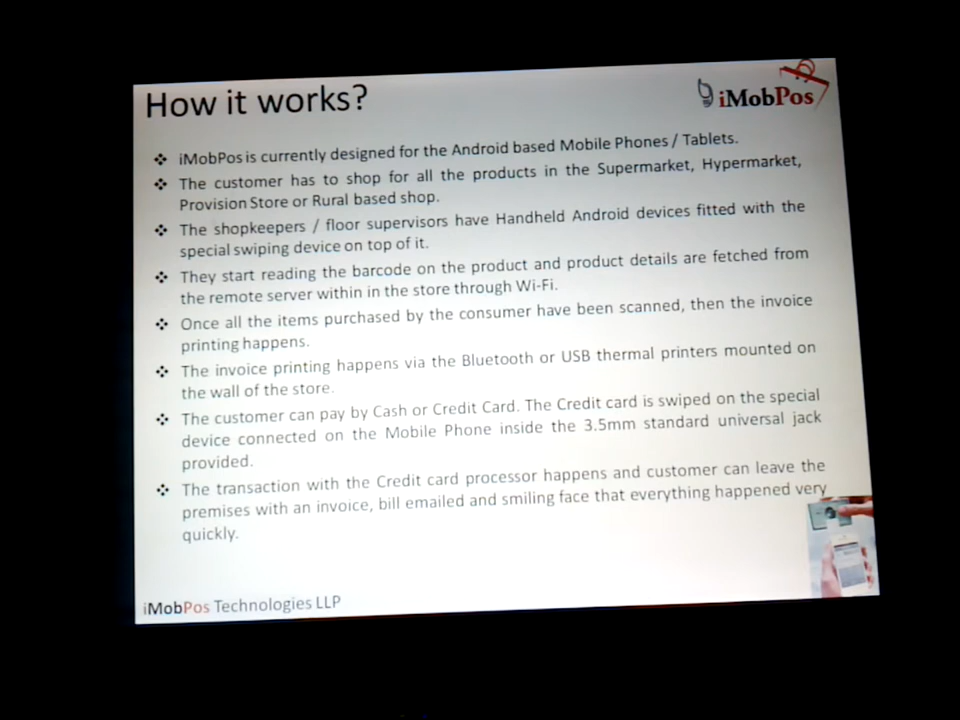 How it works?
iMobPos
❖ iMobPos is currently designed for the Android based Mobile Phones / Tablets.
❖ The customer has to shop for all the products in the Supermarket, Hypermarket,
Provision Store or Rural based shop.
❖ The shopkeepers / floor supervisors have Handheld Android devices fitted with the
special swiping device on top of it.
❖ They start reading the barcode on the product and product details are fetched from
the remote server within in the store through Wi-Fi.
❖ Once all the items purchased by the consumer have been scanned, then the invoice
printing happens.
❖ The invoice printing happens via the Bluetooth or USB thermal printers mounted on
the wall of the store.
❖ The customer can pay by Cash or Credit Card. The Credit card is swiped on the special
device connected on the Mobile Phone inside the 3.5mm standard universal jack
provided.
❖ The transaction with the Credit card processor happens and customer can leave the
premises with an invoice, bill emailed and smiling face that everything happened very
quickly.
iMobPos Technologies LLP